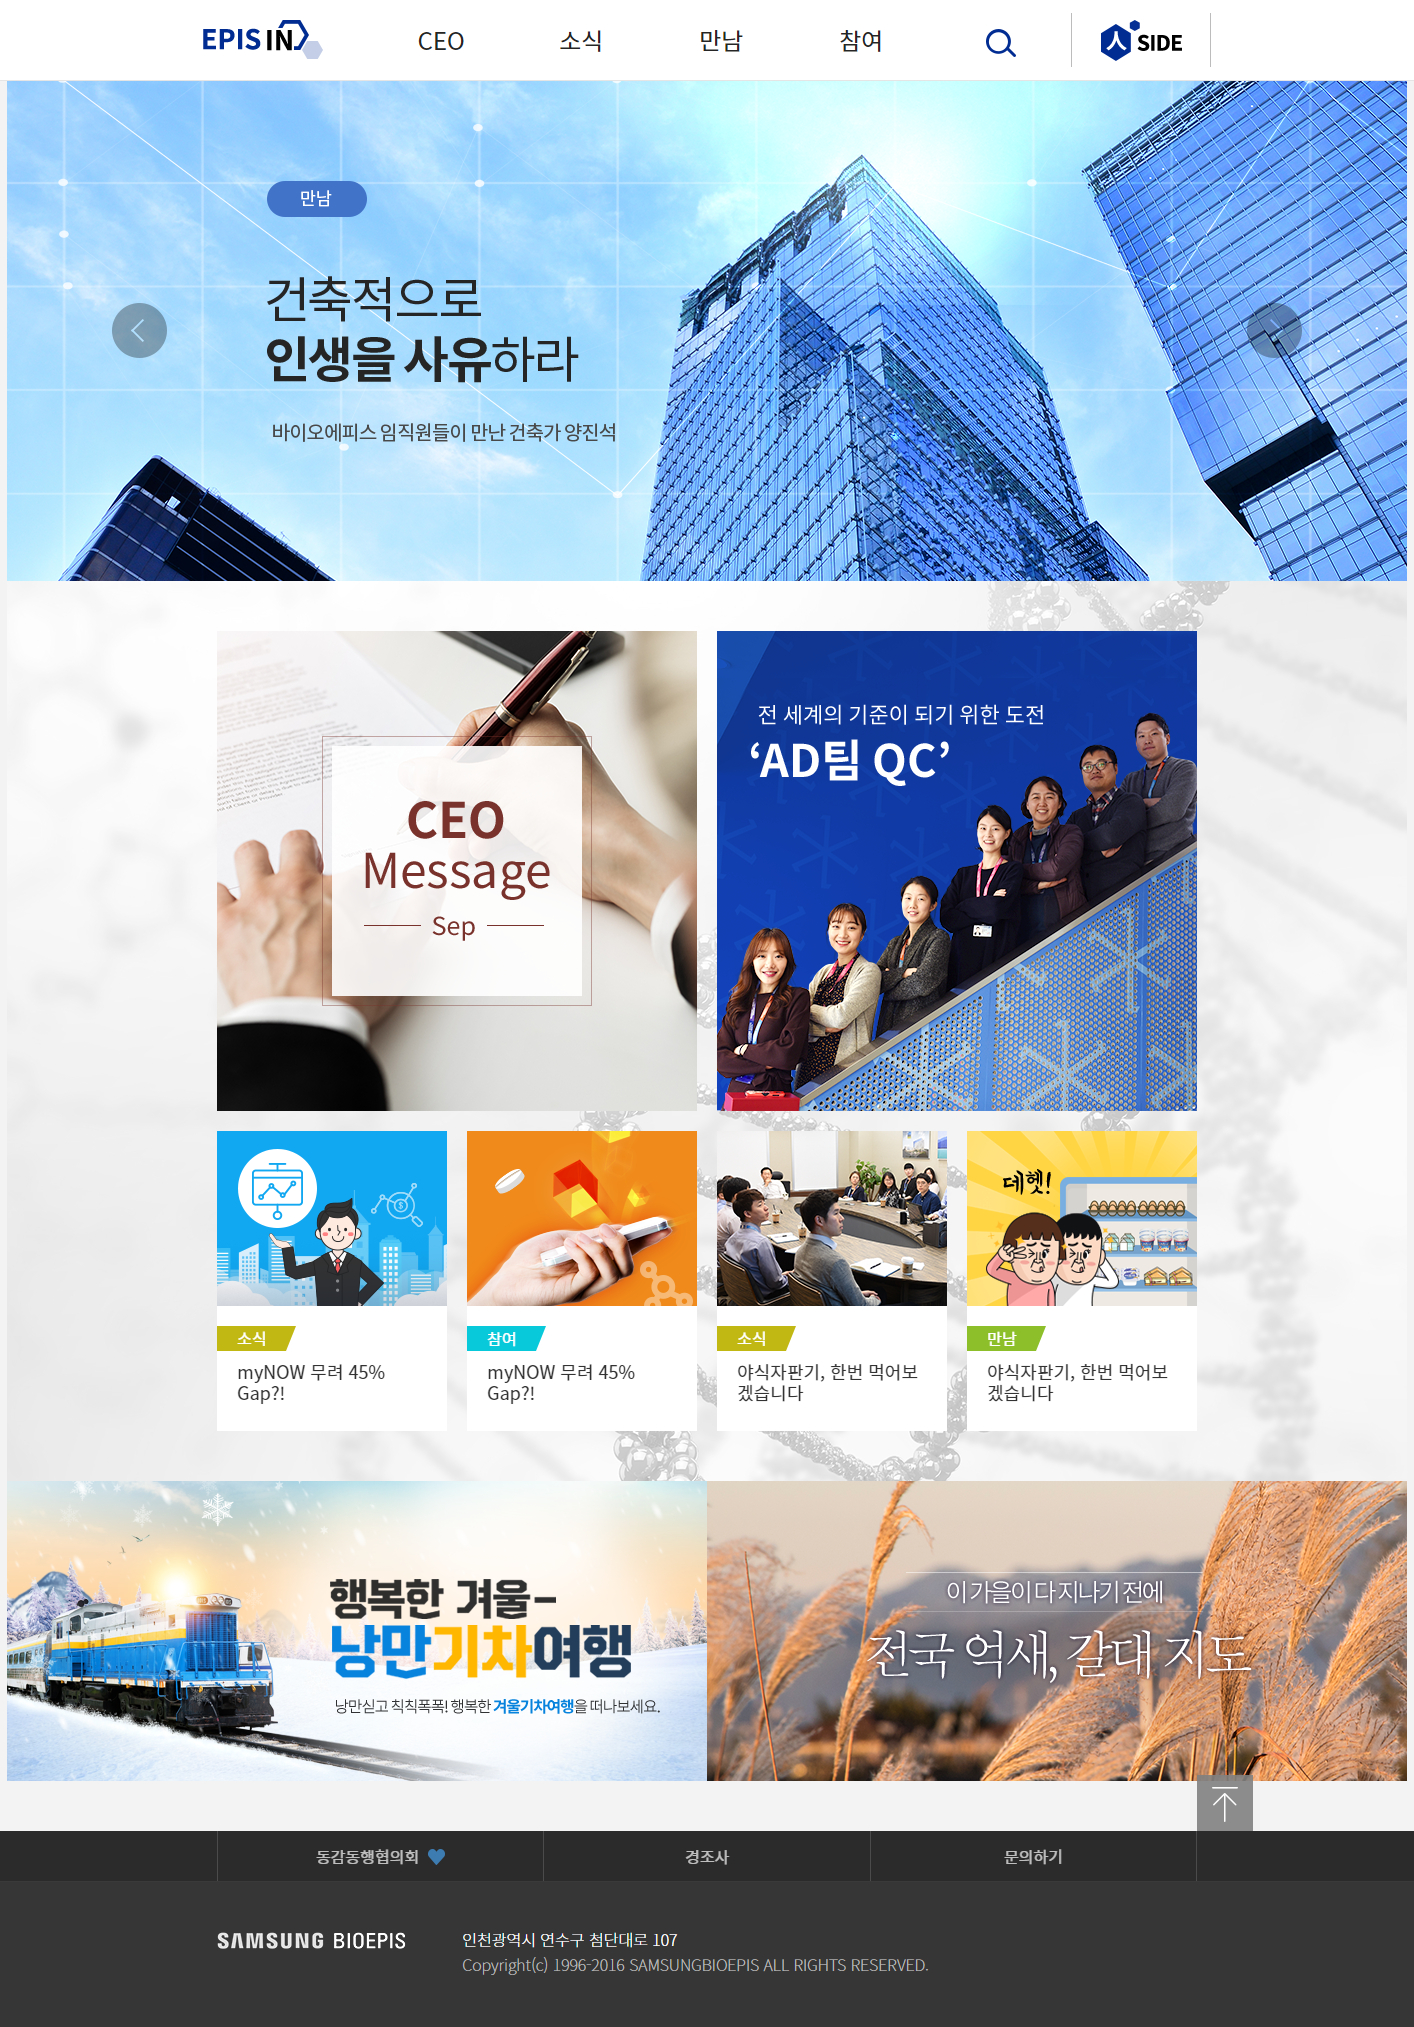 EPIS IN
CEO
소식
만남
참여
人 SIDE
만남
건축적으로
인생을 사유하라
바이오에피스 임직원들이 만난 건축가 양진석
CEO
Message
Sep
전 세계의 기준이 되기 위한 도전
‘AD팀 QC’
데헷!
소식
myNOW 무려 45%
Gap?!
참여
myNOW 무려 45%
Gap?!
소식
야식자판기, 한번 먹어보
겠습니다
만남
야식자판기, 한번 먹어보
겠습니다
행복한 겨울–
낭만기차여행
낭만싣고 칙칙폭폭! 행복한 겨울기차여행을 떠나보세요.
이 가을이 다 지나기 전에
전국 억새, 갈대 지도
동감동행협의회
경조사
문의하기
SAMSUNG BIOEPIS
인천광역시 연수구 첨단대로 107
Copyright(c) 1996-2016 SAMSUNGBIOEPIS ALL RIGHTS RESERVED.